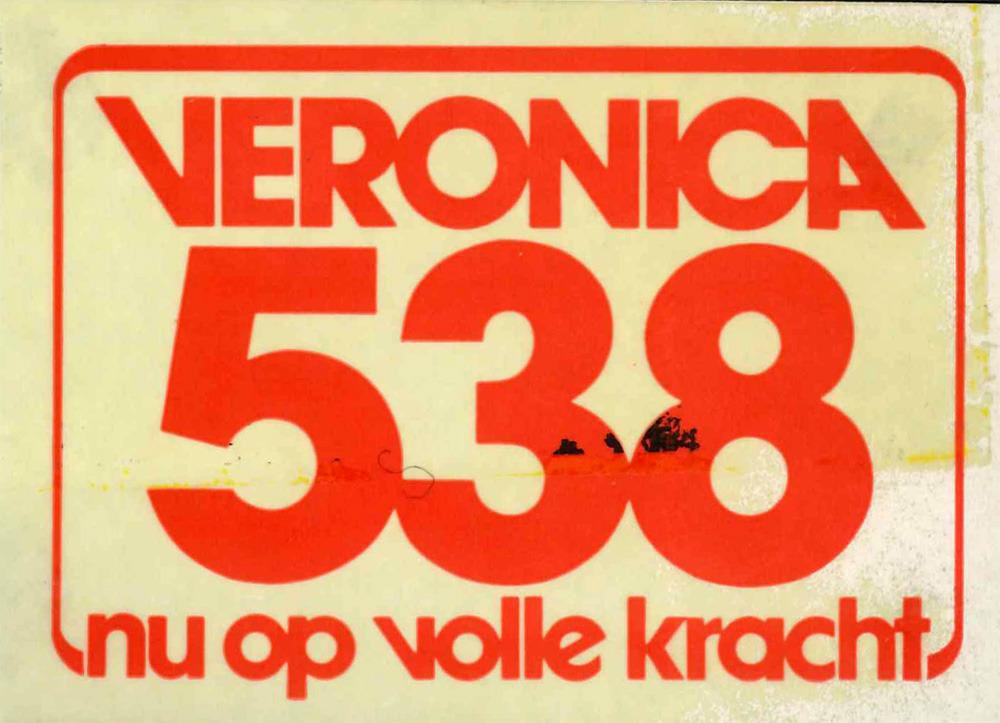 VERONICA
538
nu op volle kracht